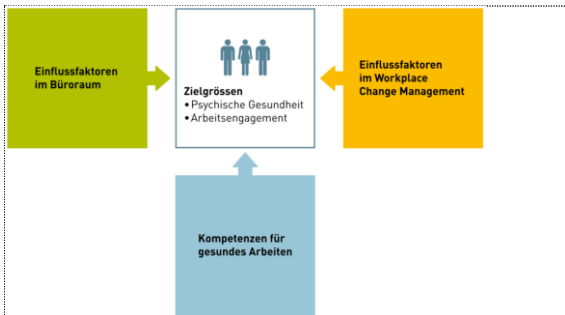 Einflussfaktoren
im Büroraum
Zielgrössen
• Psychische Gesundheit
• Arbeitsengagement
Einflussfaktoren
im Workplace
Change Management
Kompetenzen für
gesundes Arbeiten